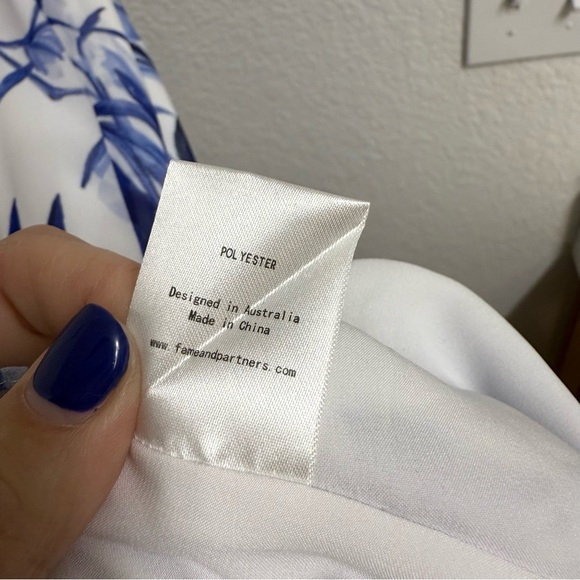 POLYESTER
Designed in Australia
Made in China
www.fameandpartners.com